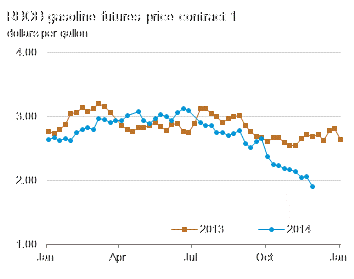 RBOB gasoline futures price contract 1
dollars per gallon
4.00
3.00
2.00
1.00
Jan Apr Jul Oct Jan
2013 2014